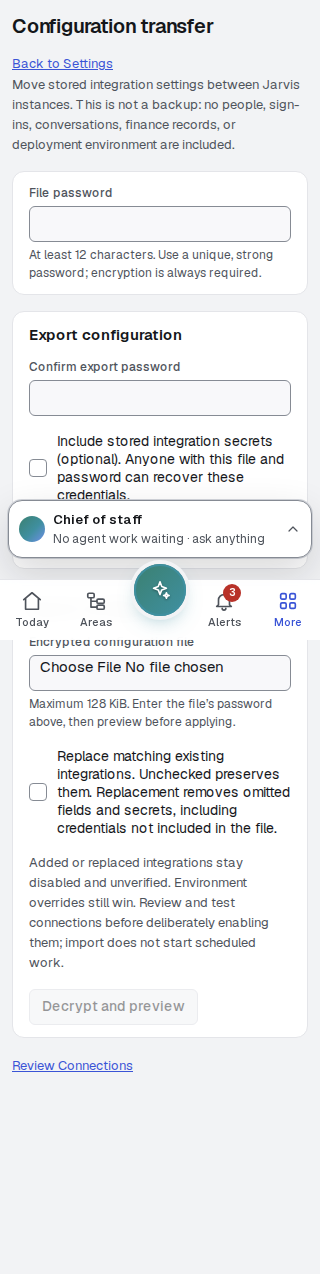 Configuration transfer
Back to Settings
Move stored integration settings between Jarvis
instances. This is not a backup: no people, sign-
ins, conversations, finance records, or
deployment environment are included.
File password
At least 12 characters. Use a unique, strong
password; encryption is always required.
Export configuration
Confirm export password
Include stored integration secrets
(optional). Anyone with this file and
password can recover these
credentials.
Chief of staff
No agent work waiting · ask anything
Today
Areas
3
Alerts
More
Encrypted configuration file
Choose File No file chosen
Maximum 128 KiB. Enter the file's password
above, then preview before applying.
Replace matching existing
integrations. Unchecked preserves
them. Replacement removes omitted
fields and secrets, including
credentials not included in the file.
Added or replaced integrations stay
disabled and unverified. Environment
overrides still win. Review and test
connections before deliberately enabling
them; import does not start scheduled
work.
Decrypt and preview
Review Connections